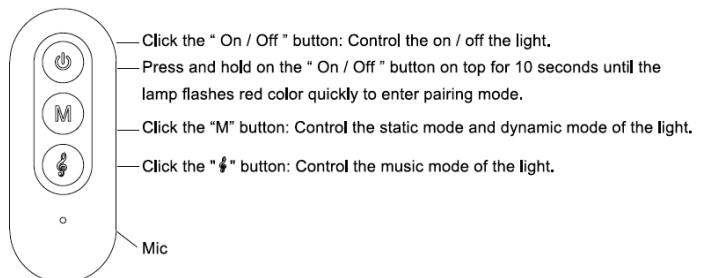 Click the “ On / Off ” button: Control the on / off the light.
Press and hold on the “ On / Off ” button on top for 10 seconds until the
lamp flashes red color quickly to enter pairing mode.
M
Click the “M” button: Control the static mode and dynamic mode of the light.
Click the "𝄞" button: Control the music mode of the light.
Mic